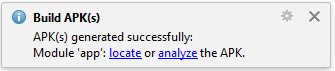 Build APK(s)
APK(s) generated successfully:
Module 'app': locate or analyze the APK.